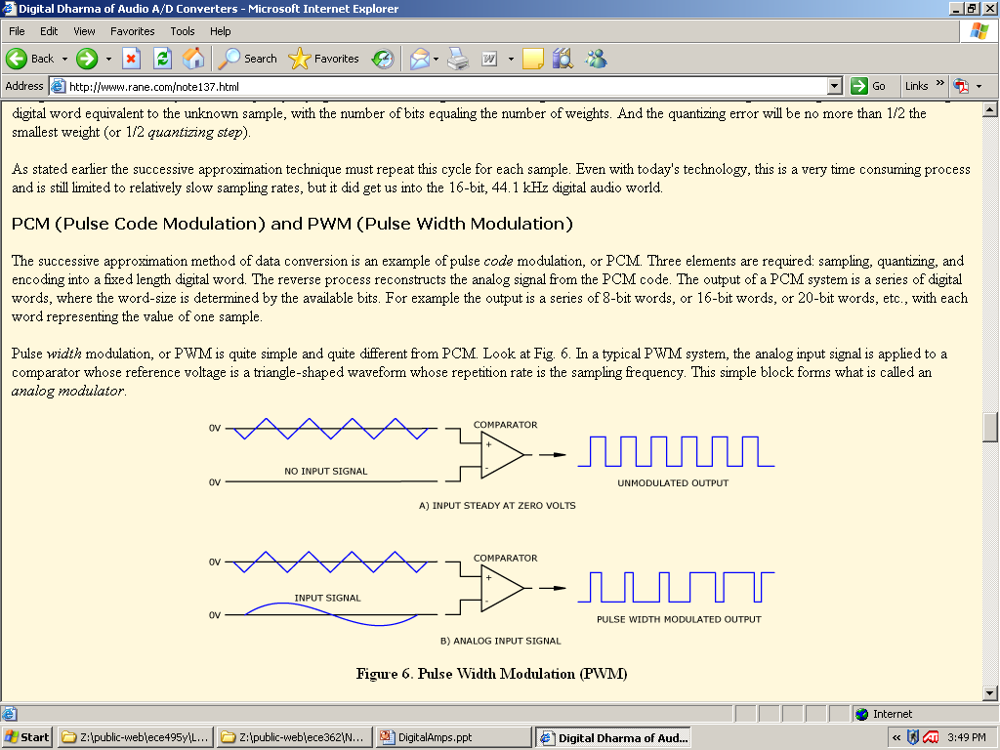 Digital Dharma of Audio A/D Converters - Microsoft Internet Explorer
File Edit View Favorites Tools Help
Back Search Favorites
Address http://www.rane.com/note137.html Go Links »
digital word equivalent to the unknown sample, with the number of bits equaling the number of weights. And the quantizing error will be no more than 1/2 the
smallest weight (or 1/2 quantizing step).
As stated earlier the successive approximation technique must repeat this cycle for each sample. Even with today's technology, this is a very time consuming process
and is still limited to relatively slow sampling rates, but it did get us into the 16-bit, 44.1 kHz digital audio world.
PCM (Pulse Code Modulation) and PWM (Pulse Width Modulation)
The successive approximation method of data conversion is an example of pulse code modulation, or PCM. Three elements are required: sampling, quantizing, and
encoding into a fixed length digital word. The reverse process reconstructs the analog signal from the PCM code. The output of a PCM system is a series of digital
words, where the word-size is determined by the available bits. For example the output is a series of 8-bit words, or 16-bit words, or 20-bit words, etc., with each
word representing the value of one sample.
Pulse width modulation, or PWM is quite simple and quite different from PCM. Look at Fig. 6. In a typical PWM system, the analog input signal is applied to a
comparator whose reference voltage is a triangle-shaped waveform whose repetition rate is the sampling frequency. This simple block forms what is called an
analog modulator.
0V COMPARATOR
+
NO INPUT SIGNAL
-
0V UNMODULATED OUTPUT
A) INPUT STEADY AT ZERO VOLTS
0V COMPARATOR
+
INPUT SIGNAL
-
0V PULSE WIDTH MODULATED OUTPUT
B) ANALOG INPUT SIGNAL
Figure 6. Pulse Width Modulation (PWM)
Internet
Start Z:\public-web\ece495y\L... Z:\public-web\ece362\N... DigitalAmps.ppt Digital Dharma of Aud... « 3:49 PM